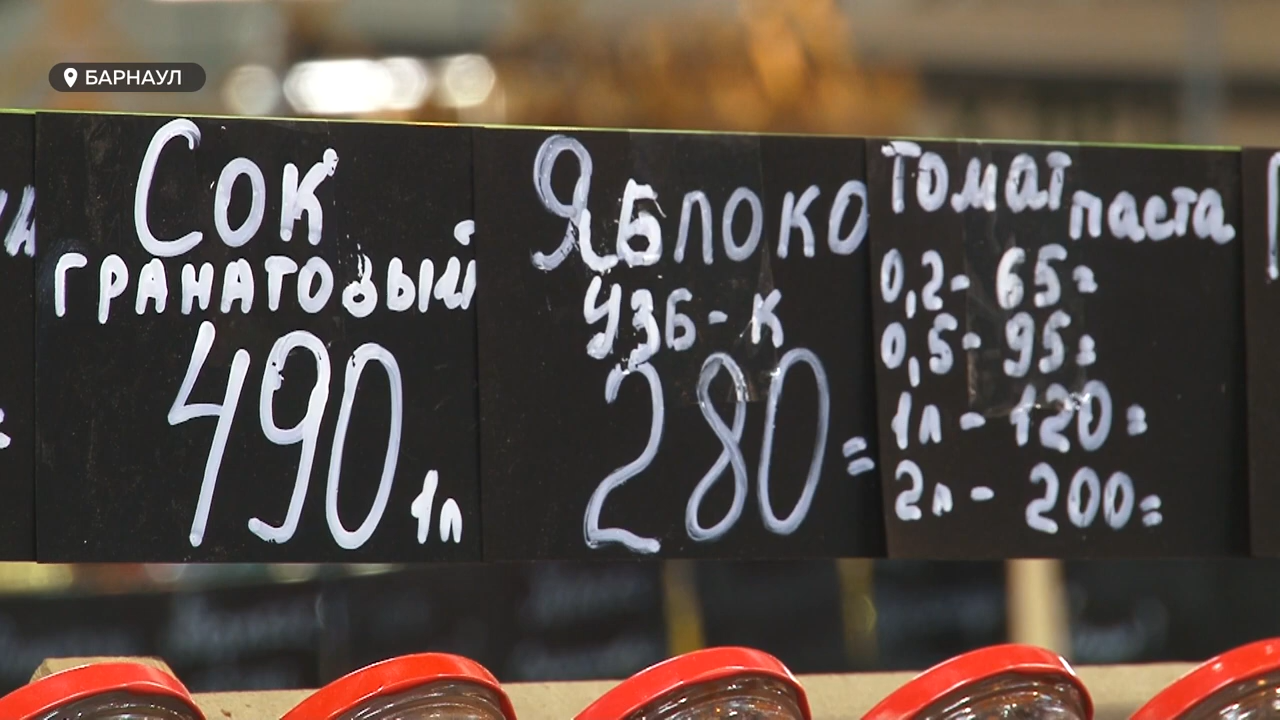 БАРНАУЛ
Сок
гранатовый
490
1л
Яблоко
узб-к
280=
Томат
паста
0,2- 65=
0,5- 95=
1л - 120=
2л - 200=